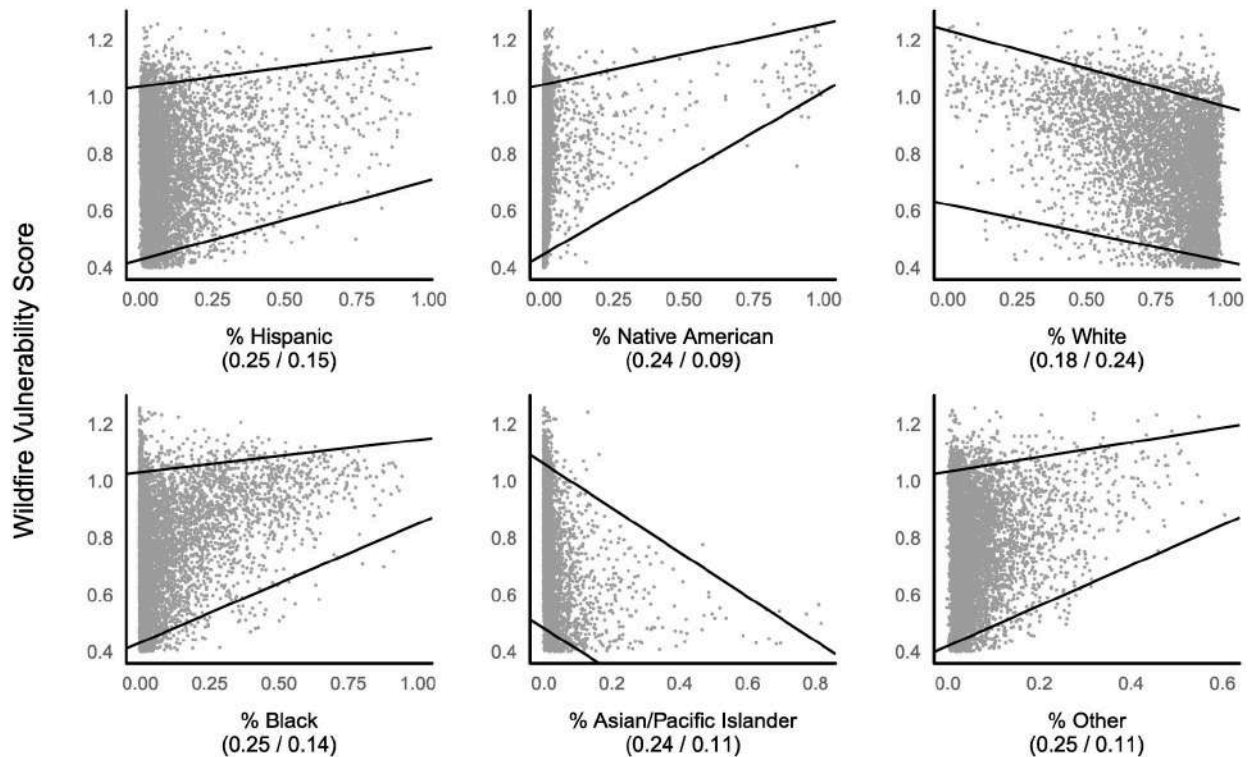 Wildfire Vulnerability Score
1.2
1.0
0.8
0.6
0.4
0.00 0.25 0.50 0.75 1.00
% Hispanic
(0.25 / 0.15)
1.2
1.0
0.8
0.6
0.4
0.00 0.25 0.50 0.75 1.00
% Native American
(0.24 / 0.09)
1.2
1.0
0.8
0.6
0.4
0.00 0.25 0.50 0.75 1.00
% White
(0.18 / 0.24)
1.2
1.0
0.8
0.6
0.4
0.00 0.25 0.50 0.75 1.00
% Black
(0.25 / 0.14)
1.2
1.0
0.8
0.6
0.4
0.0 0.2 0.4 0.6 0.8
% Asian/Pacific Islander
(0.24 / 0.11)
1.2
1.0
0.8
0.6
0.4
0.0 0.2 0.4 0.6
% Other
(0.25 / 0.11)